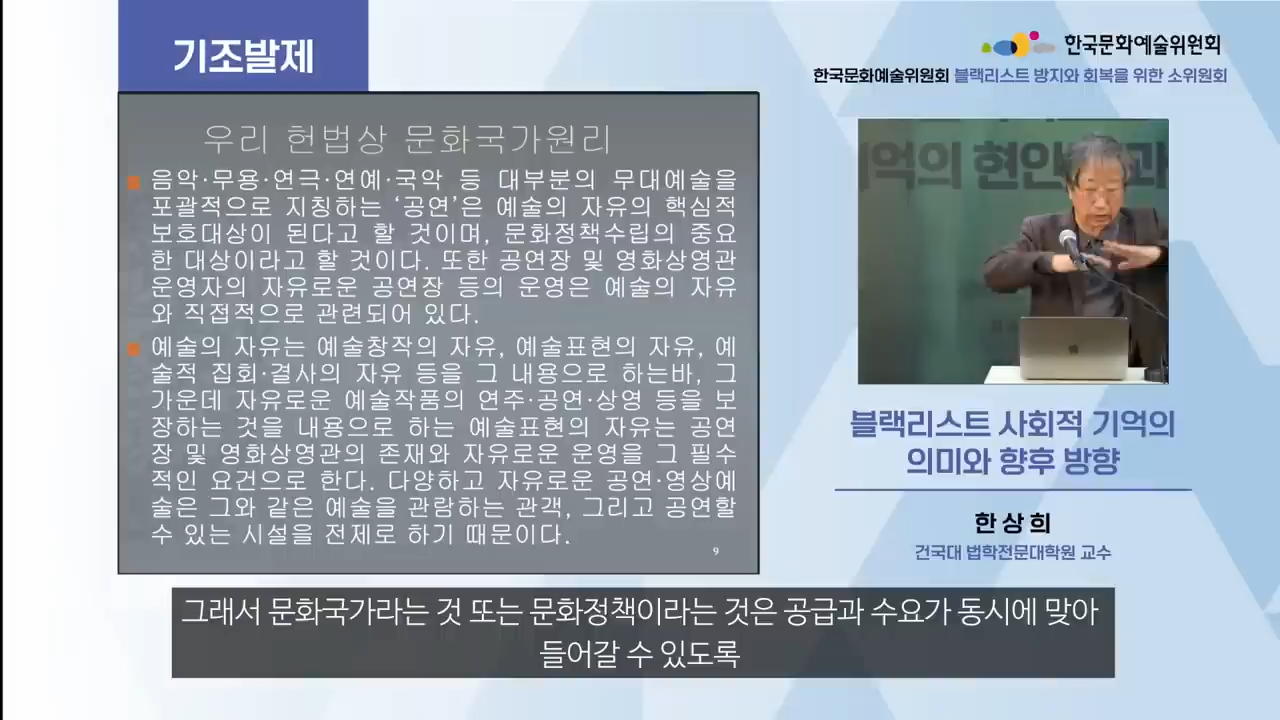 기조발제
한국문화예술위원회
한국문화예술위원회 블랙리스트 방지와 회복을 위한 소위원회
우리 헌법상 문화국가원리
음악·무용·연극·연예·국악 등 대부분의 무대예술을
포괄적으로 지칭하는 ‘공연’은 예술의 자유의 핵심적
보호대상이 된다고 할 것이며, 문화정책수립의 중요
한 대상이라고 할 것이다. 또한 공연장 및 영화상영관
운영자의 자유로운 공연장 등의 운영은 예술의 자유
와 직접적으로 관련되어 있다.
예술의 자유는 예술창작의 자유, 예술표현의 자유, 예
술적 집회·결사의 자유 등을 그 내용으로 하는바, 그
가운데 자유로운 예술작품의 연주·공연·상영 등을 보
장하는 것을 내용으로 하는 예술표현의 자유는 공연
장 및 영화상영관의 존재와 자유로운 운영을 그 필수
적인 요건으로 한다. 다양하고 자유로운 공연·영상예
술은 그와 같은 예술을 관람하는 관객, 그리고 공연할
수 있는 시설을 전제로 하기 때문이다.
9
억의 현안 과
블랙리스트 사회적 기억의
의미와 향후 방향
한상희
건국대 법학전문대학원 교수
그래서 문화국가라는 것 또는 문화정책이라는 것은 공급과 수요가 동시에 맞아
들어갈 수 있도록